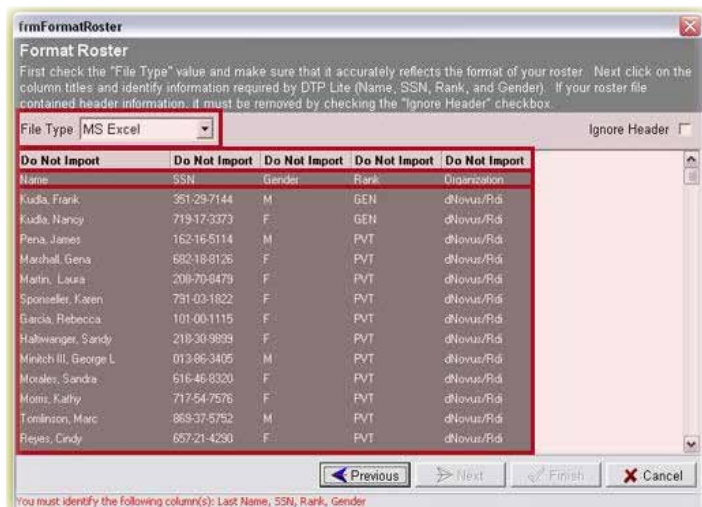 frmFormatRoster
Format Roster
First check the "File Type" value and make sure that it accurately reflects the format of your roster. Next click on the
column titles and identify information required by DTP Lite (Name, SSN, Rank, and Gender). If your roster file
contained header information, it must be removed by checking the "Ignore Header" checkbox.
File Type MS Excel Ignore Header
Do Not Import Do Not Import Do Not Import Do Not Import Do Not Import
Name SSN Gender Rank Organization
Kudla, Frank 351-29-7144 M GEN dNovus/Rdi
Kudla, Nancy 719-17-3373 F GEN dNovus/Rdi
Pena, James 162-16-5114 M PVT dNovus/Rdi
Marshall, Gena 682-18-8126 F PVT dNovus/Rdi
Martin, Laura 208-70-8479 F PVT dNovus/Rdi
Sponseller, Karen 791-03-1822 F PVT dNovus/Rdi
Garcia, Rebecca 101-00-1115 F PVT dNovus/Rdi
Haltiwanger, Sandy 218-30-9899 F PVT dNovus/Rdi
Minitch III, George L 013-86-3405 M PVT dNovus/Rdi
Morales, Sandra 616-46-8320 F PVT dNovus/Rdi
Morris, Kathy 717-54-7576 F PVT dNovus/Rdi
Tomlinson, Marc 869-37-5752 M PVT dNovus/Rdi
Reyes, Cindy 657-21-4290 F PVT dNovus/Rdi
Previous Next Finish Cancel
You must identify the following column(s): Last Name, SSN, Rank, Gender